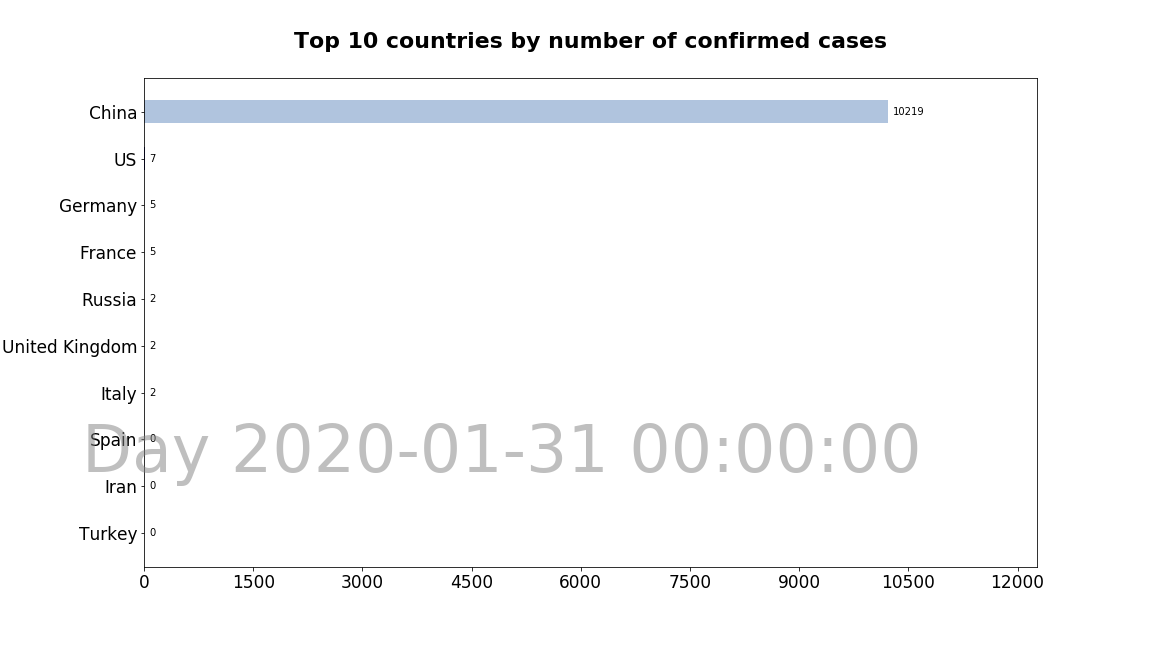 Top 10 countries by number of confirmed cases
China 10219
US 7
Germany 5
France 5
Russia 2
United Kingdom 2
Italy 2
Spain 0
Day 2020-01-31 00:00:00
Iran 0
Turkey 0
0 1500 3000 4500 6000 7500 9000 10500 12000